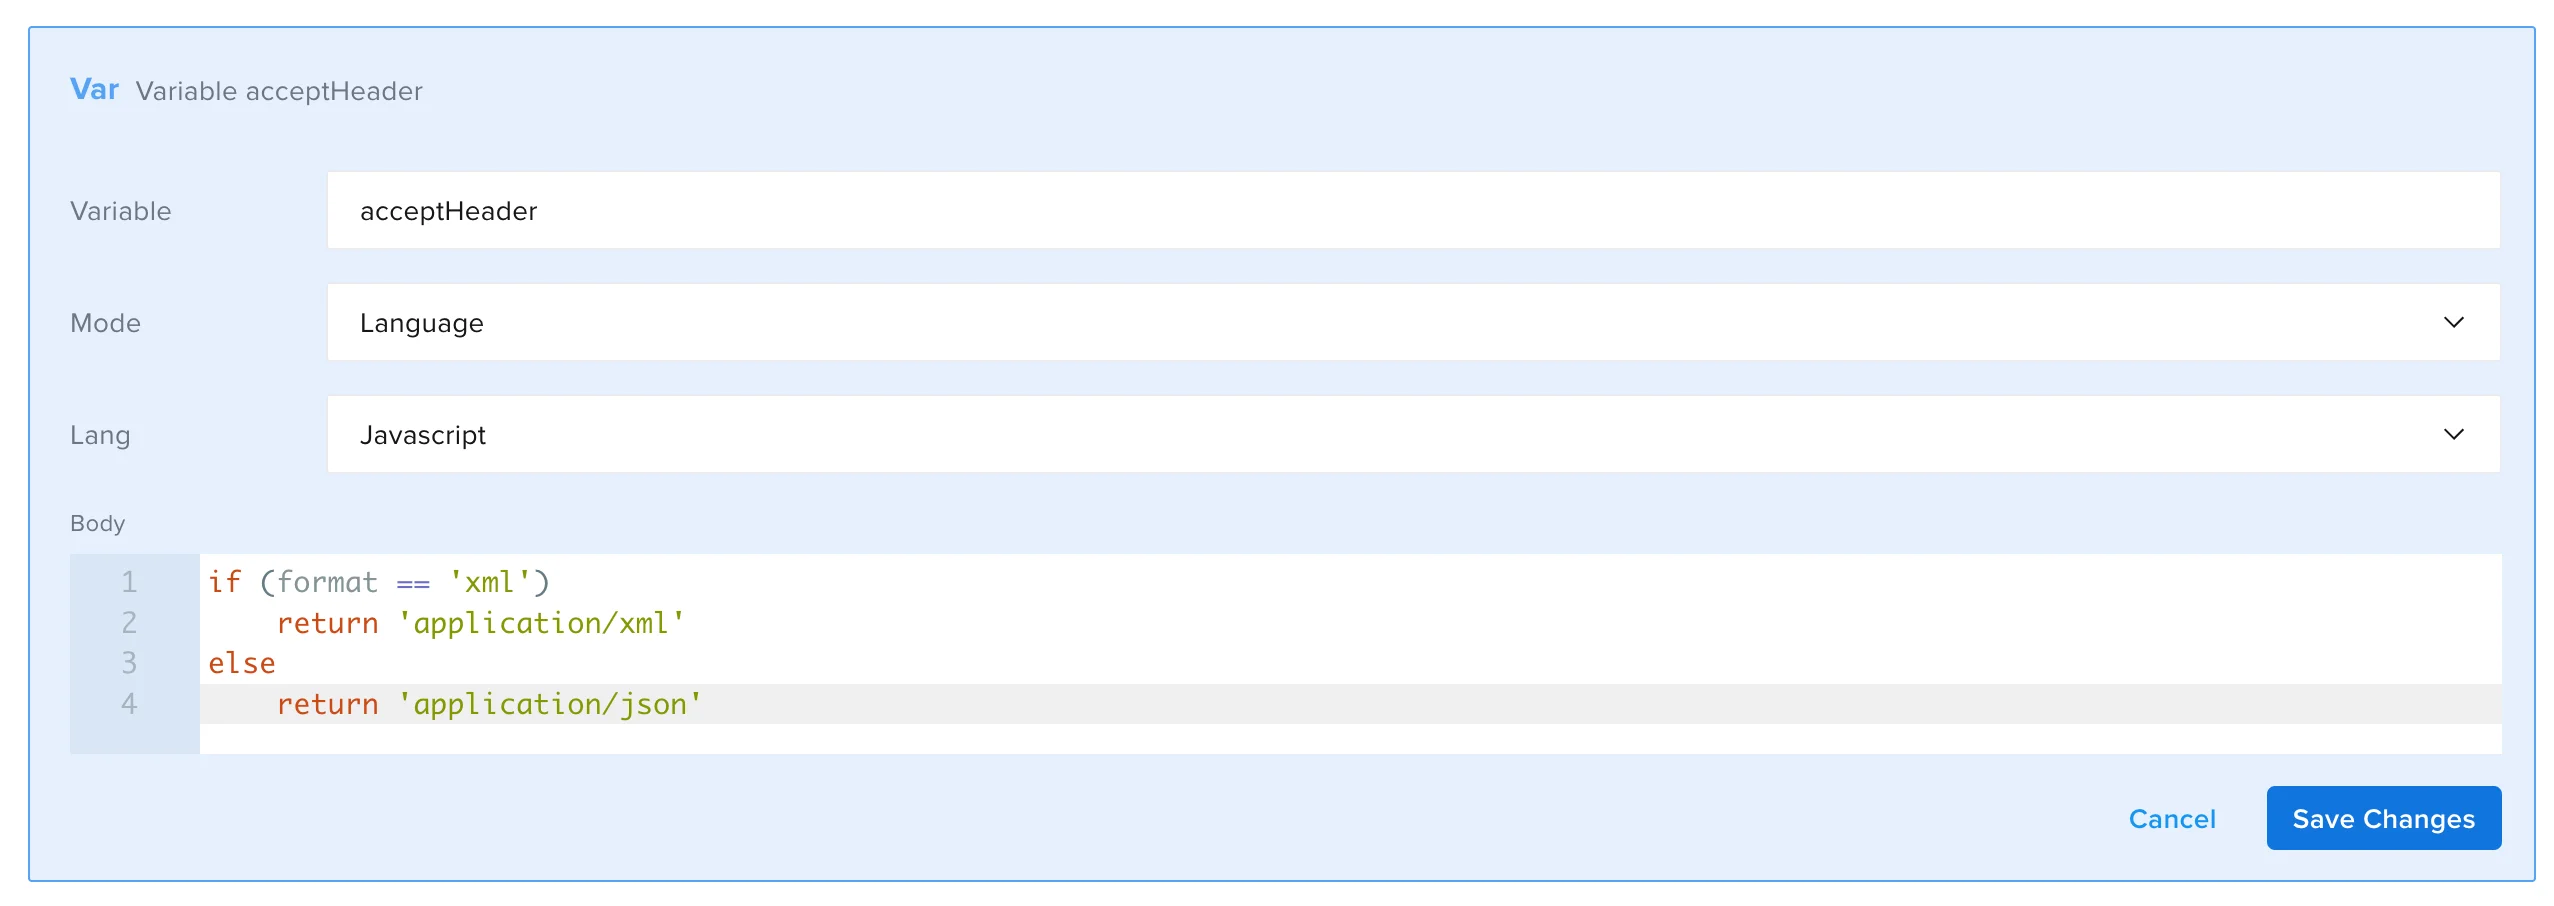 Var Variable acceptHeader
Variable acceptHeader
Mode Language
Lang Javascript
Body
1 if (format == 'xml')
2     return 'application/xml'
3 else
4     return 'application/json'
Cancel Save Changes